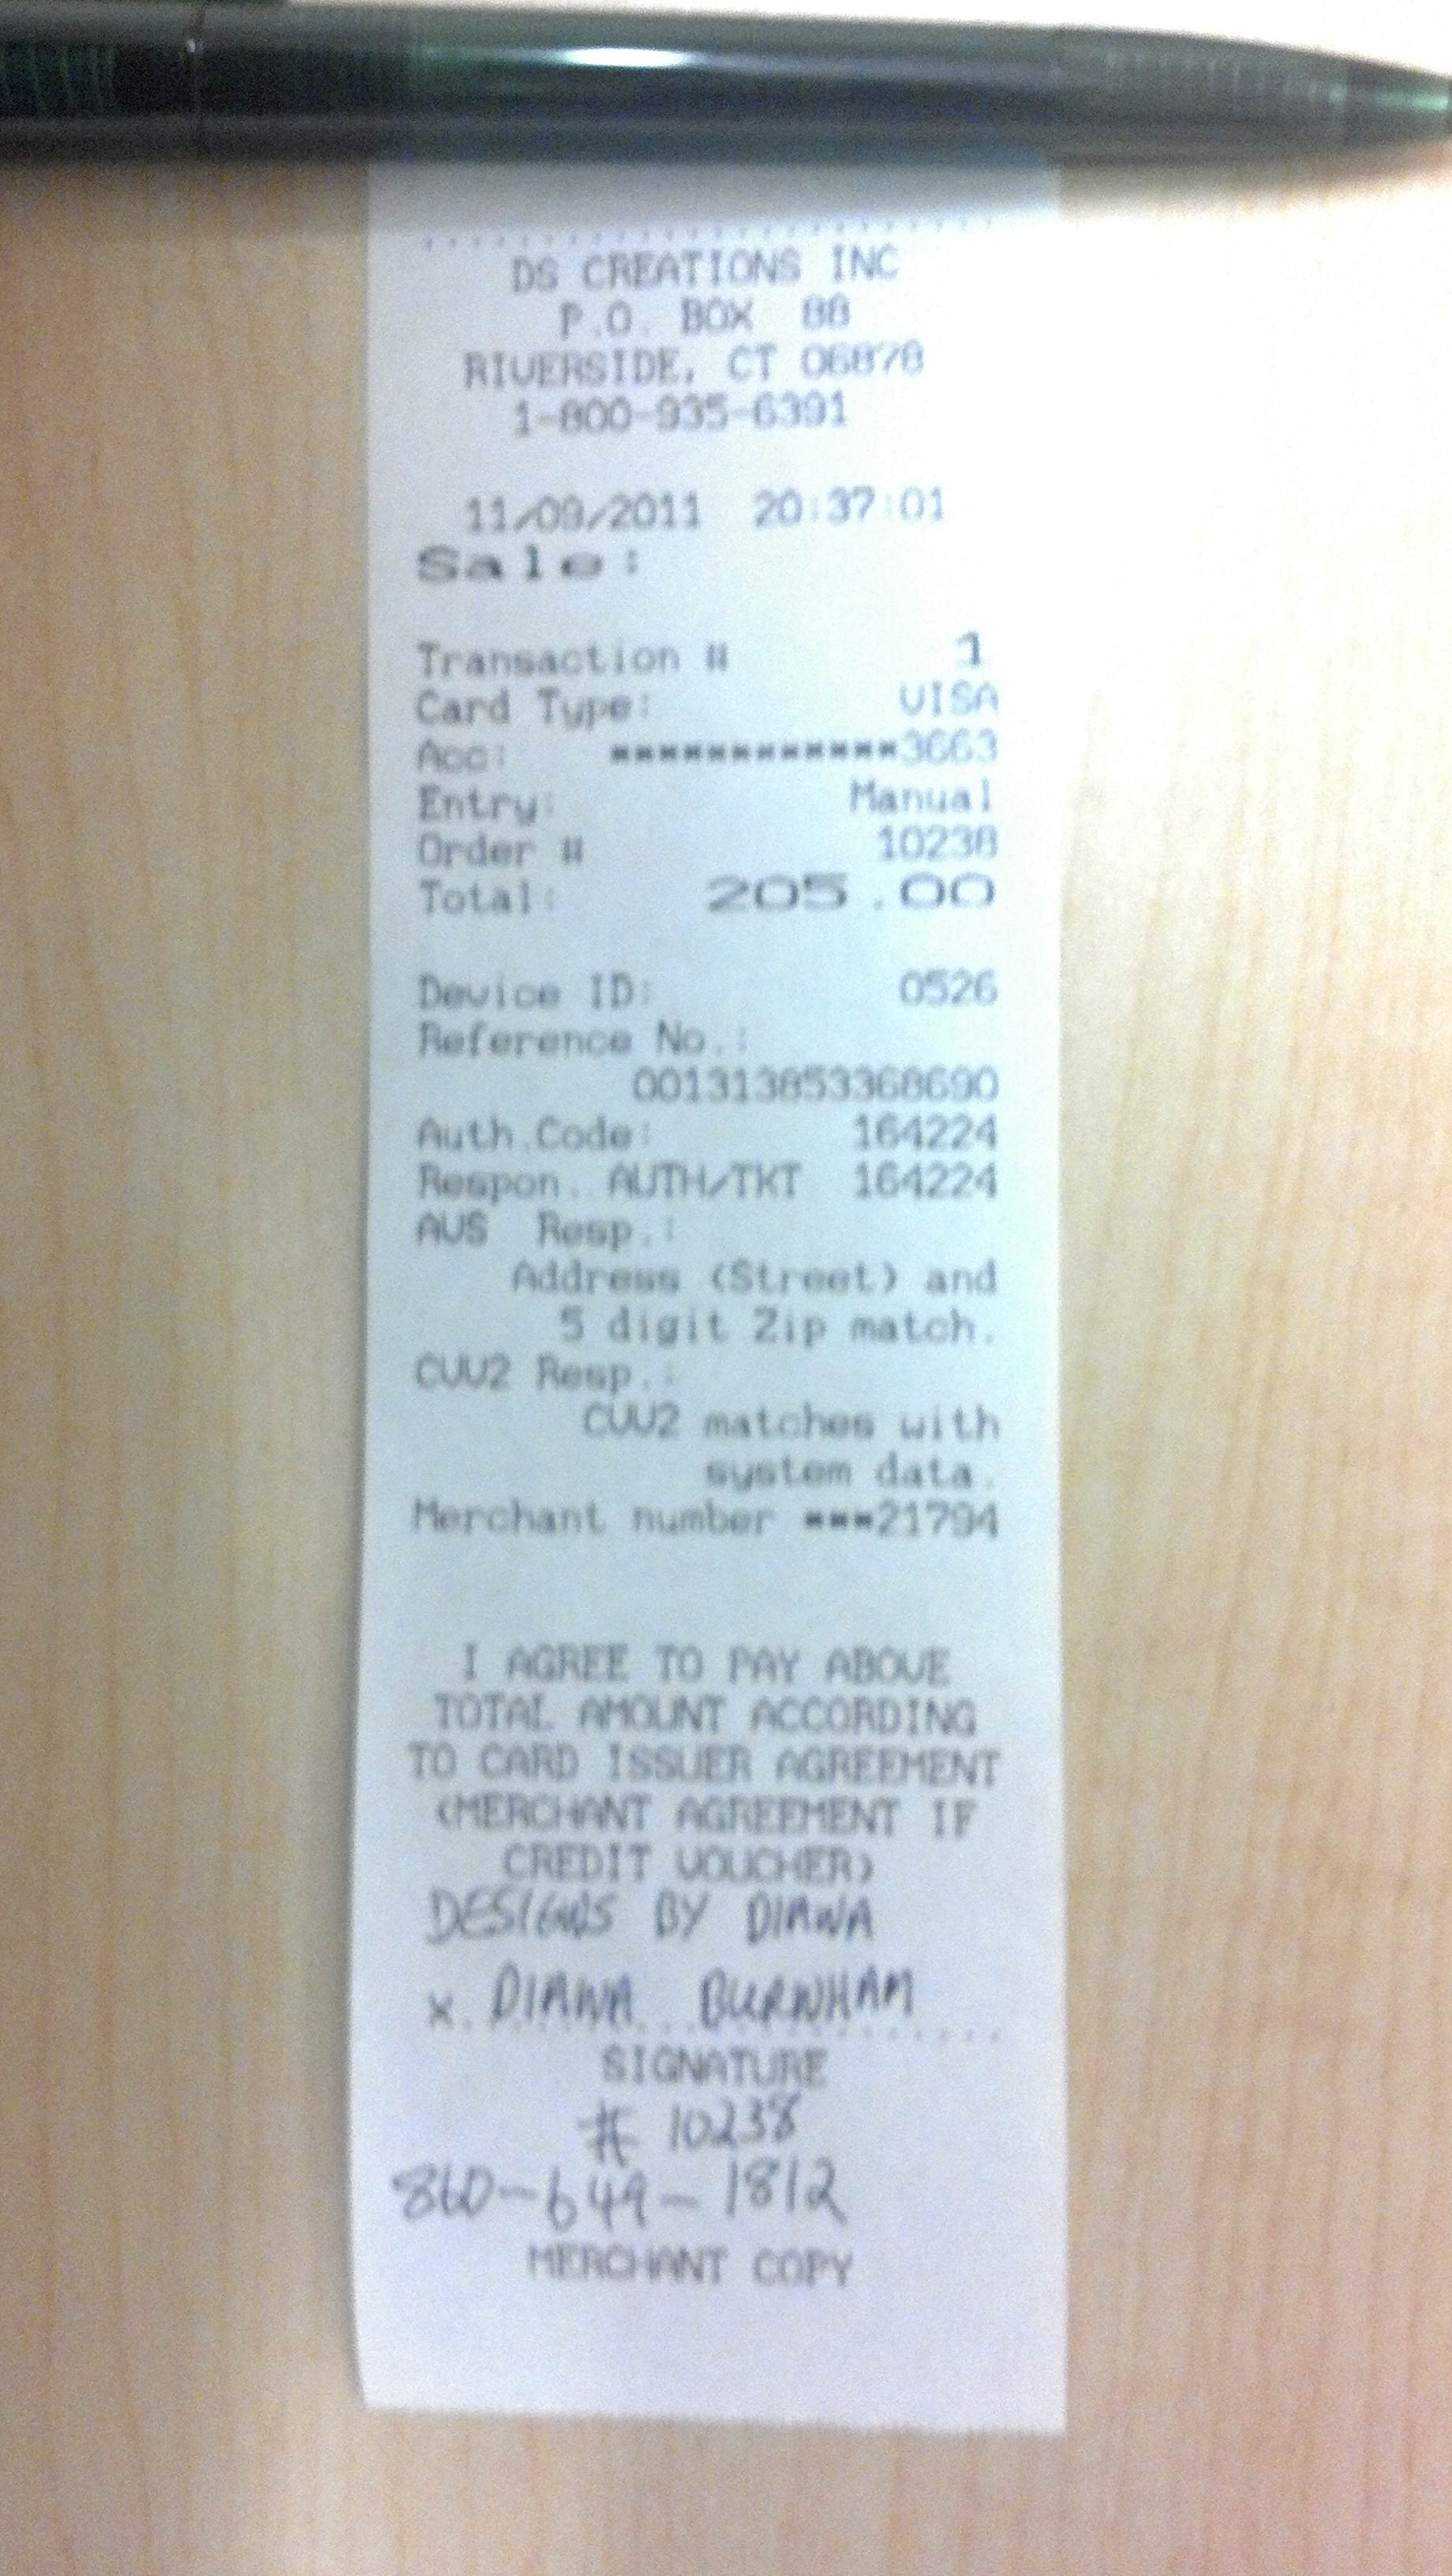 DS CREATIONS INC
P.O. BOX 88
RIVERSIDE, CT 06878
1-800-935-6391
11/09/2011 20:37:01
Sale:
Transaction # 1
Card Type: VISA
Acc: ************3663
Entry: Manual
Order # 10238
Total: 205.00
Device ID: 0526
Reference No.:
001313853368690
Auth.Code: 164224
Respon. AUTH/TKT 164224
AVS Resp.:
Address (Street) and
5 digit Zip match.
CVV2 Resp.:
CVV2 matches with
system data.
Merchant number ***21794
I AGREE TO PAY ABOVE
TOTAL AMOUNT ACCORDING
TO CARD ISSUER AGREEMENT
(MERCHANT AGREEMENT IF
CREDIT VOUCHER)
DESIGNS BY DIANA
x. DIANA BURNHAM
SIGNATURE
# 10238
860-649-1812
MERCHANT COPY